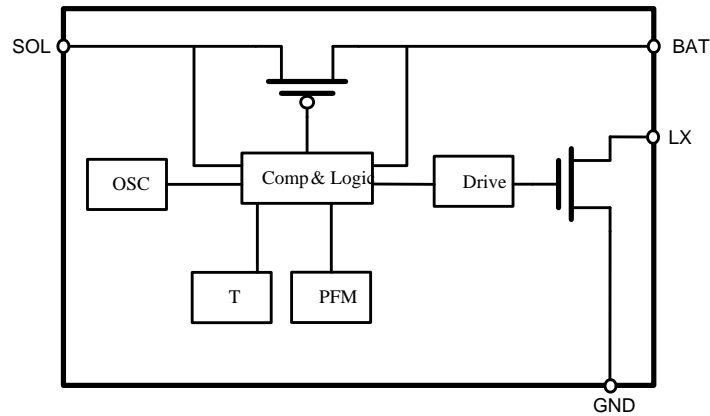 SOL
BAT
LX
OSC
Comp & Logic
Drive
T
PFM
GND